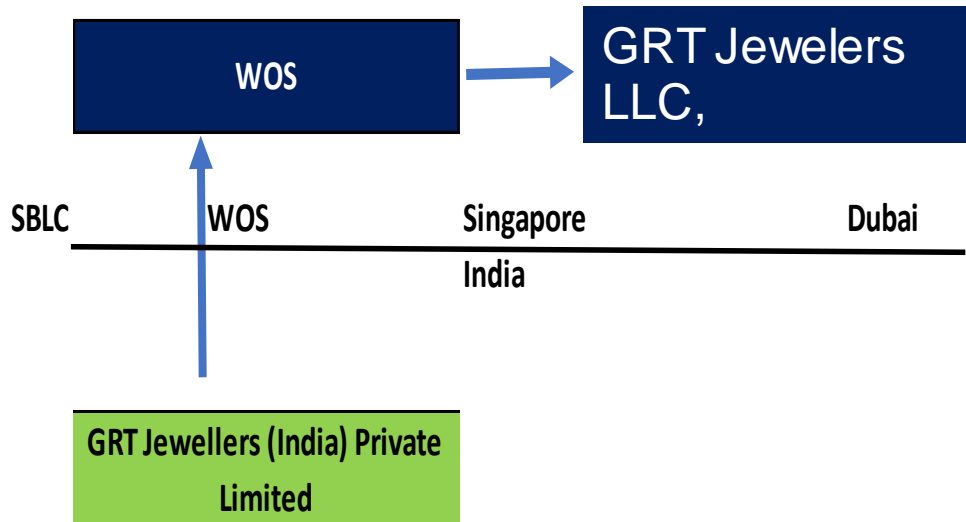 WOS
GRT Jewelers
LLC,
SBLC WOS Singapore Dubai
India
GRT Jewellers (India) Private
Limited